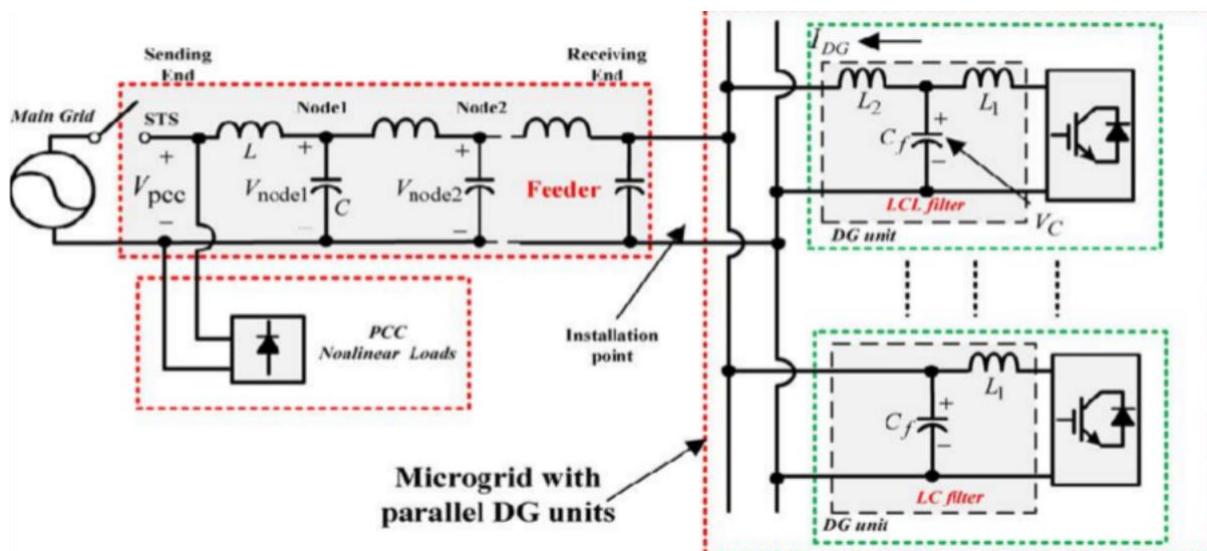 Sending
End
Receiving
End
Main Grid
STS
Node1
Node2
L
+
V_pcc
−
+
V_node1
−
C
+
V_node2
−
Feeder
PCC
Noalinear Loads
Installation
point
Microgrid with
parallel DG units
I_DG
L_2
L_1
C_f
+
−
LCL filter
V_C
DG unit
L_1
C_f
+
−
LC filter
DG unit